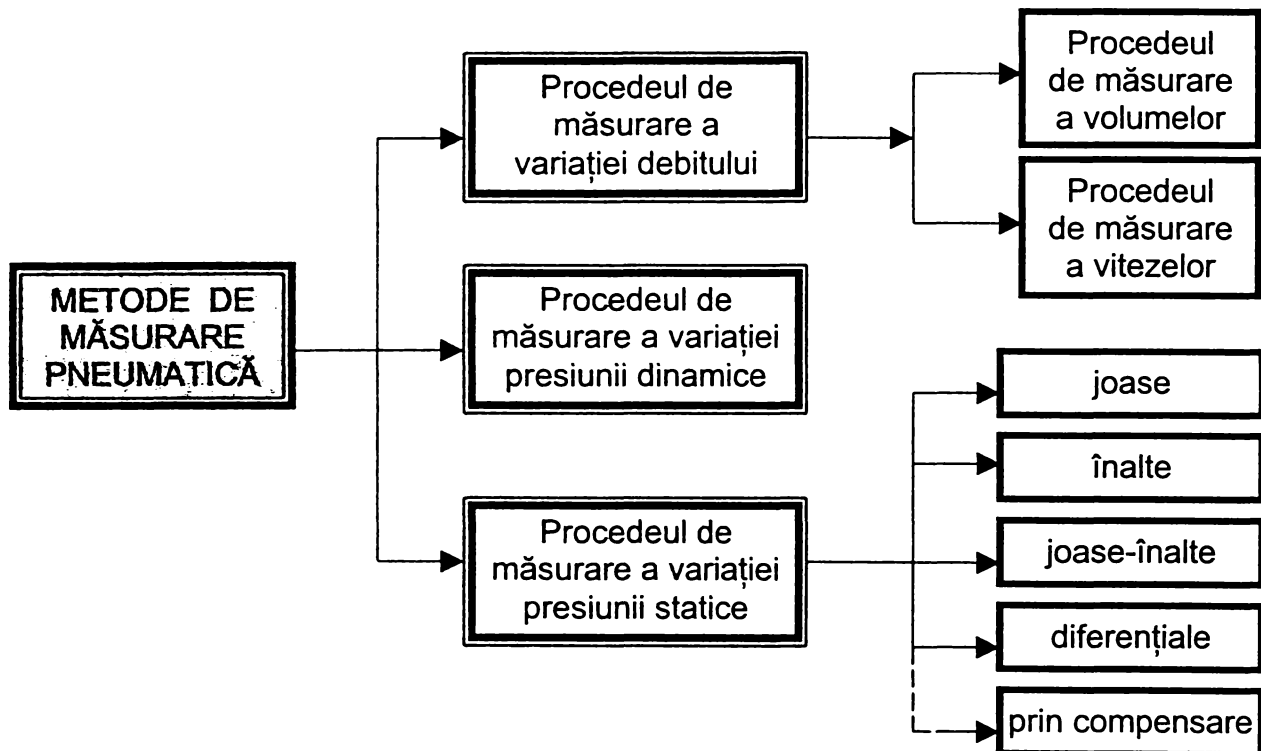 METODE DE
MĂSURARE
PNEUMATICĂ
Procedeul de
măsurare a
variației debitului
Procedeul
de măsurare
a volumelor
Procedeul
de măsurare
a vitezelor
Procedeul de
măsurare a variației
presiunii dinamice
Procedeul de
măsurare a variației
presiunii statice
joase
înalte
joase-înalte
diferențiale
prin compensare